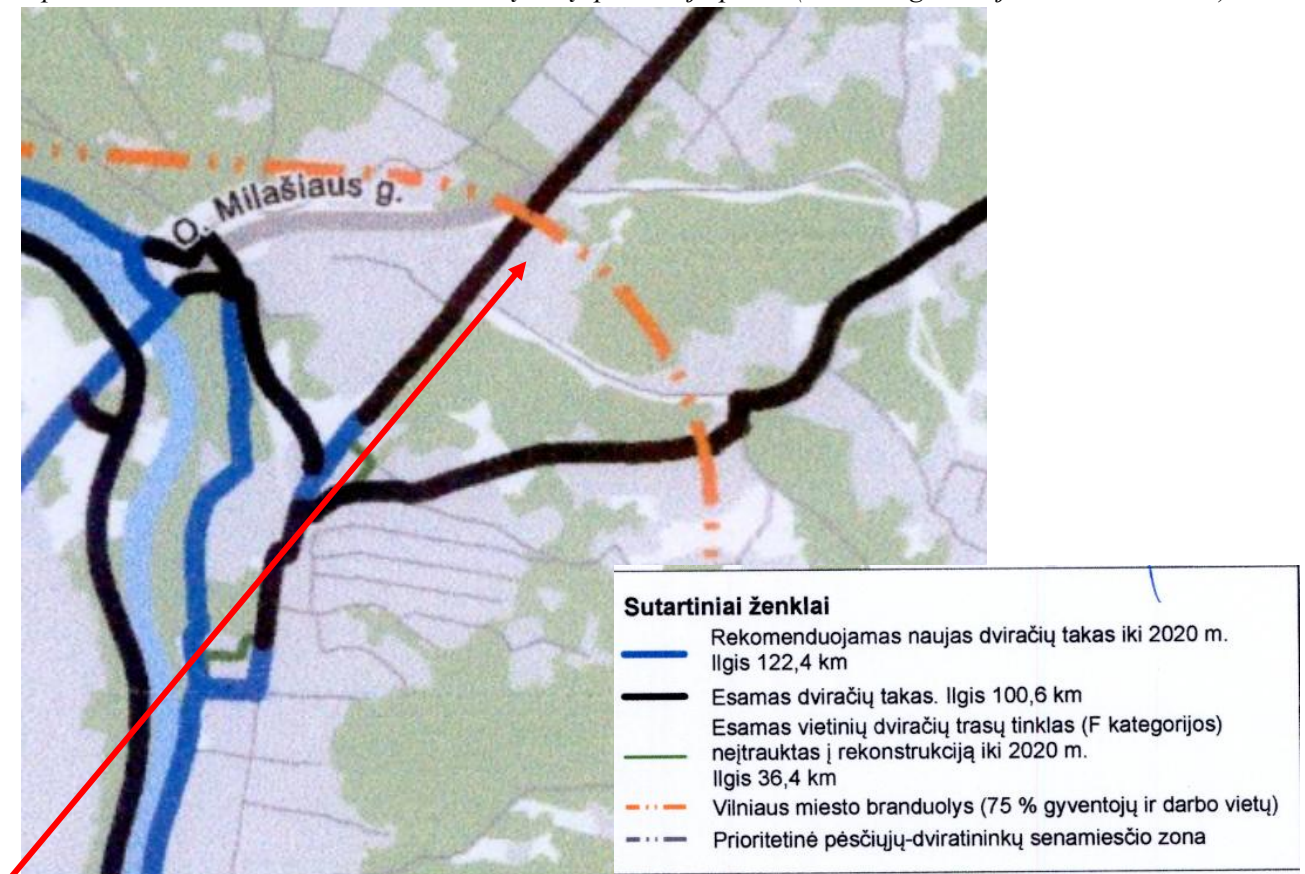 O. Milašiaus g.
Sutartiniai ženklai
Rekomenduojamas naujas dviračių takas iki 2020 m.
Ilgis 122,4 km
Esamas dviračių takas. Ilgis 100,6 km
Esamas vietinių dviračių trasų tinklas (F kategorijos)
neįtrauktas į rekonstrukciją iki 2020 m.
Ilgis 36,4 km
Vilniaus miesto branduolys (75 % gyventojų ir darbo vietų)
Prioritetinė pėsčiųjų-dviratininkų senamiesčio zona